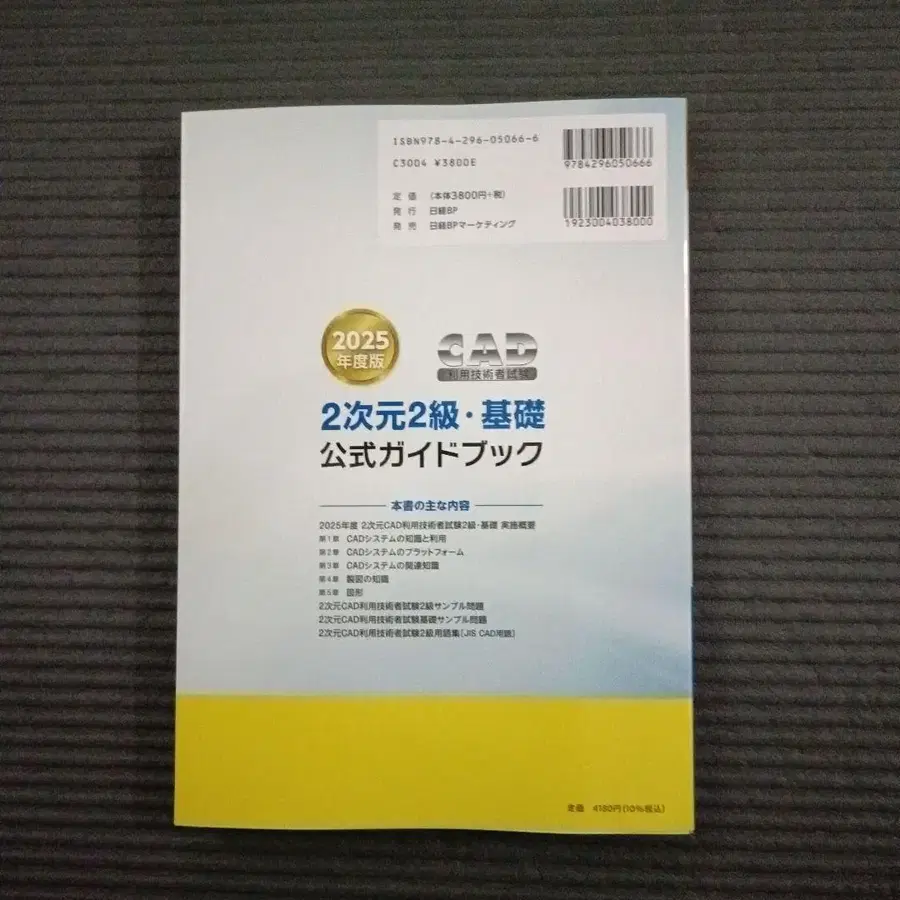 ISBN978-4-296-05066-6
C3004 ¥3800E
9784296050666
定価 (本体3800円+税)
発行 日経BP
発売 日経BPマーケティング
1923004038000
2025
年度版
CAD
利用技術者試験
2次元2級・基礎
公式ガイドブック
本書の主な内容
2025年度 2次元CAD利用技術者試験2級・基礎 実施概要
第1章 CADシステムの知識と利用
第2章 CADシステムのプラットフォーム
第3章 CADシステムの関連知識
第4章 製図の知識
第5章 図形
2次元CAD利用技術者試験2級サンプル問題
2次元CAD利用技術者試験基礎サンプル問題
2次元CAD利用技術者試験2級用語集[JIS CAD用語]
定価 4180円(10%税込)